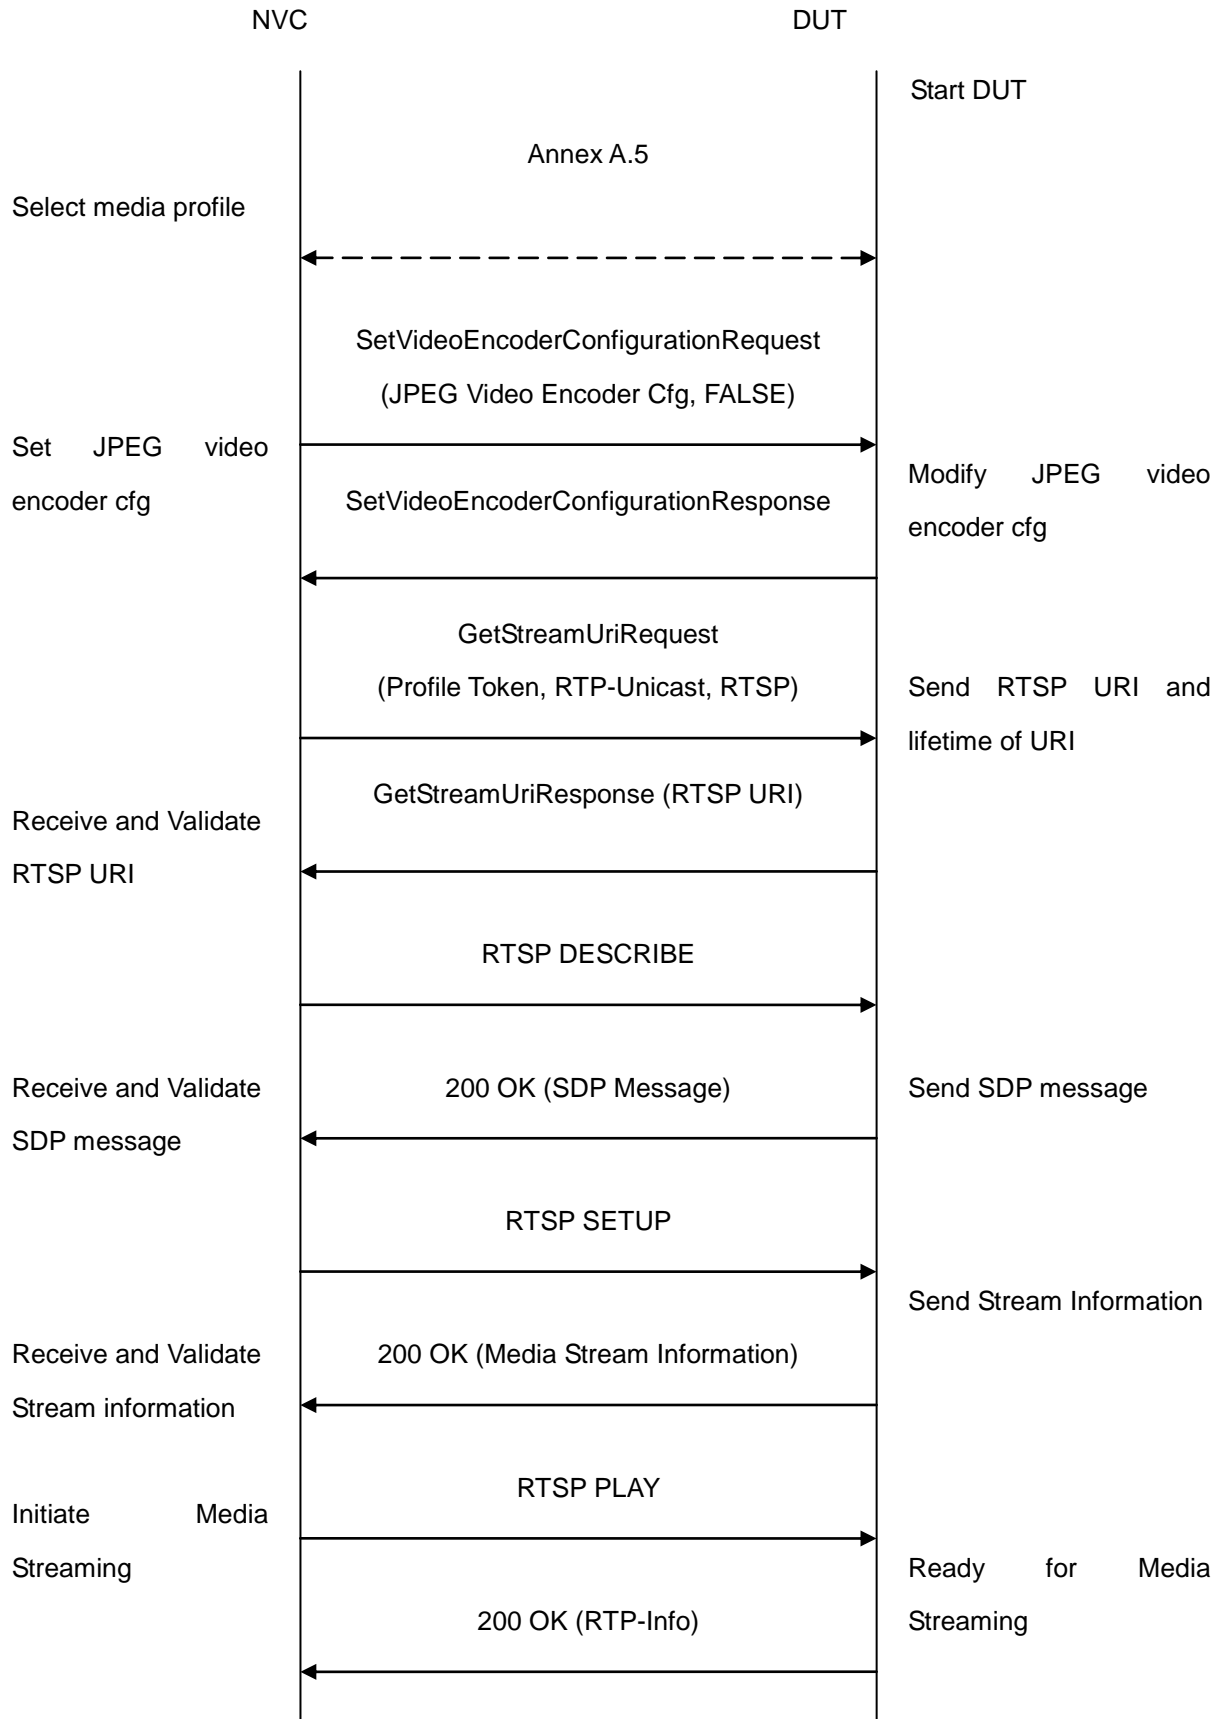 NVC DUT
Start DUT
Annex A.5
Select media profile
SetVideoEncoderConfigurationRequest
(JPEG Video Encoder Cfg, FALSE)
Set JPEG video
encoder cfg
Modify JPEG video
encoder cfg
SetVideoEncoderConfigurationResponse
GetStreamUriRequest
(Profile Token, RTP-Unicast, RTSP)
Send RTSP URI and
lifetime of URI
GetStreamUriResponse (RTSP URI)
Receive and Validate
RTSP URI
RTSP DESCRIBE
Receive and Validate
SDP message
200 OK (SDP Message)
Send SDP message
RTSP SETUP
Send Stream Information
Receive and Validate
Stream information
200 OK (Media Stream Information)
RTSP PLAY
Initiate Media
Streaming
Ready for Media
Streaming
200 OK (RTP-Info)